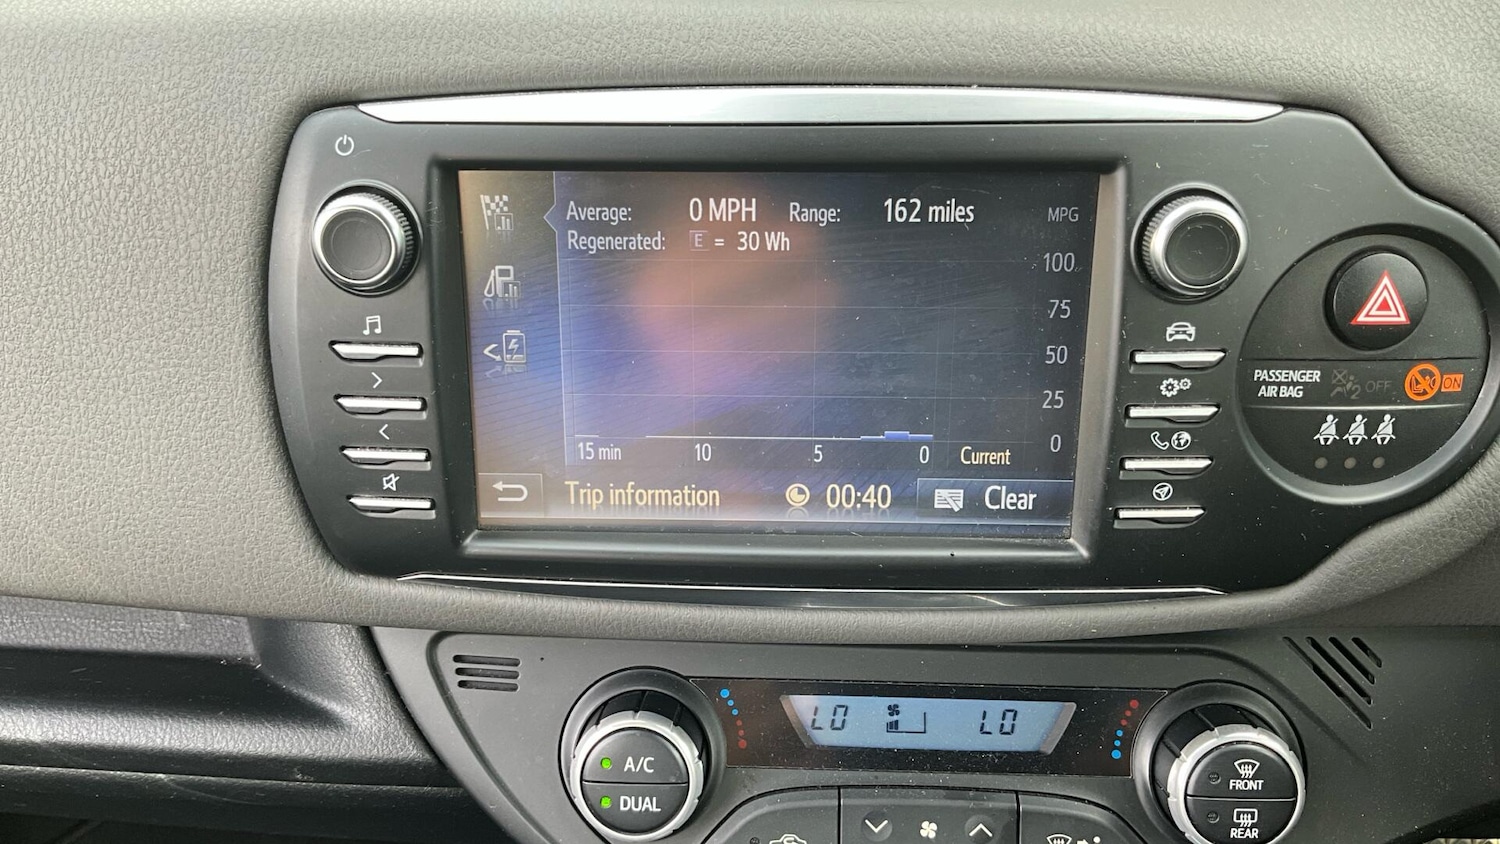 Average: 0 MPH Range: 162 miles MPG
Regenerated: E = 30 Wh
100
75
50
25
0
15 min 10 5 0 Current
Trip information 00:40 Clear
PASSENGER
AIR BAG
2 OFF ON
LO LO
A/C
DUAL
FRONT
REAR